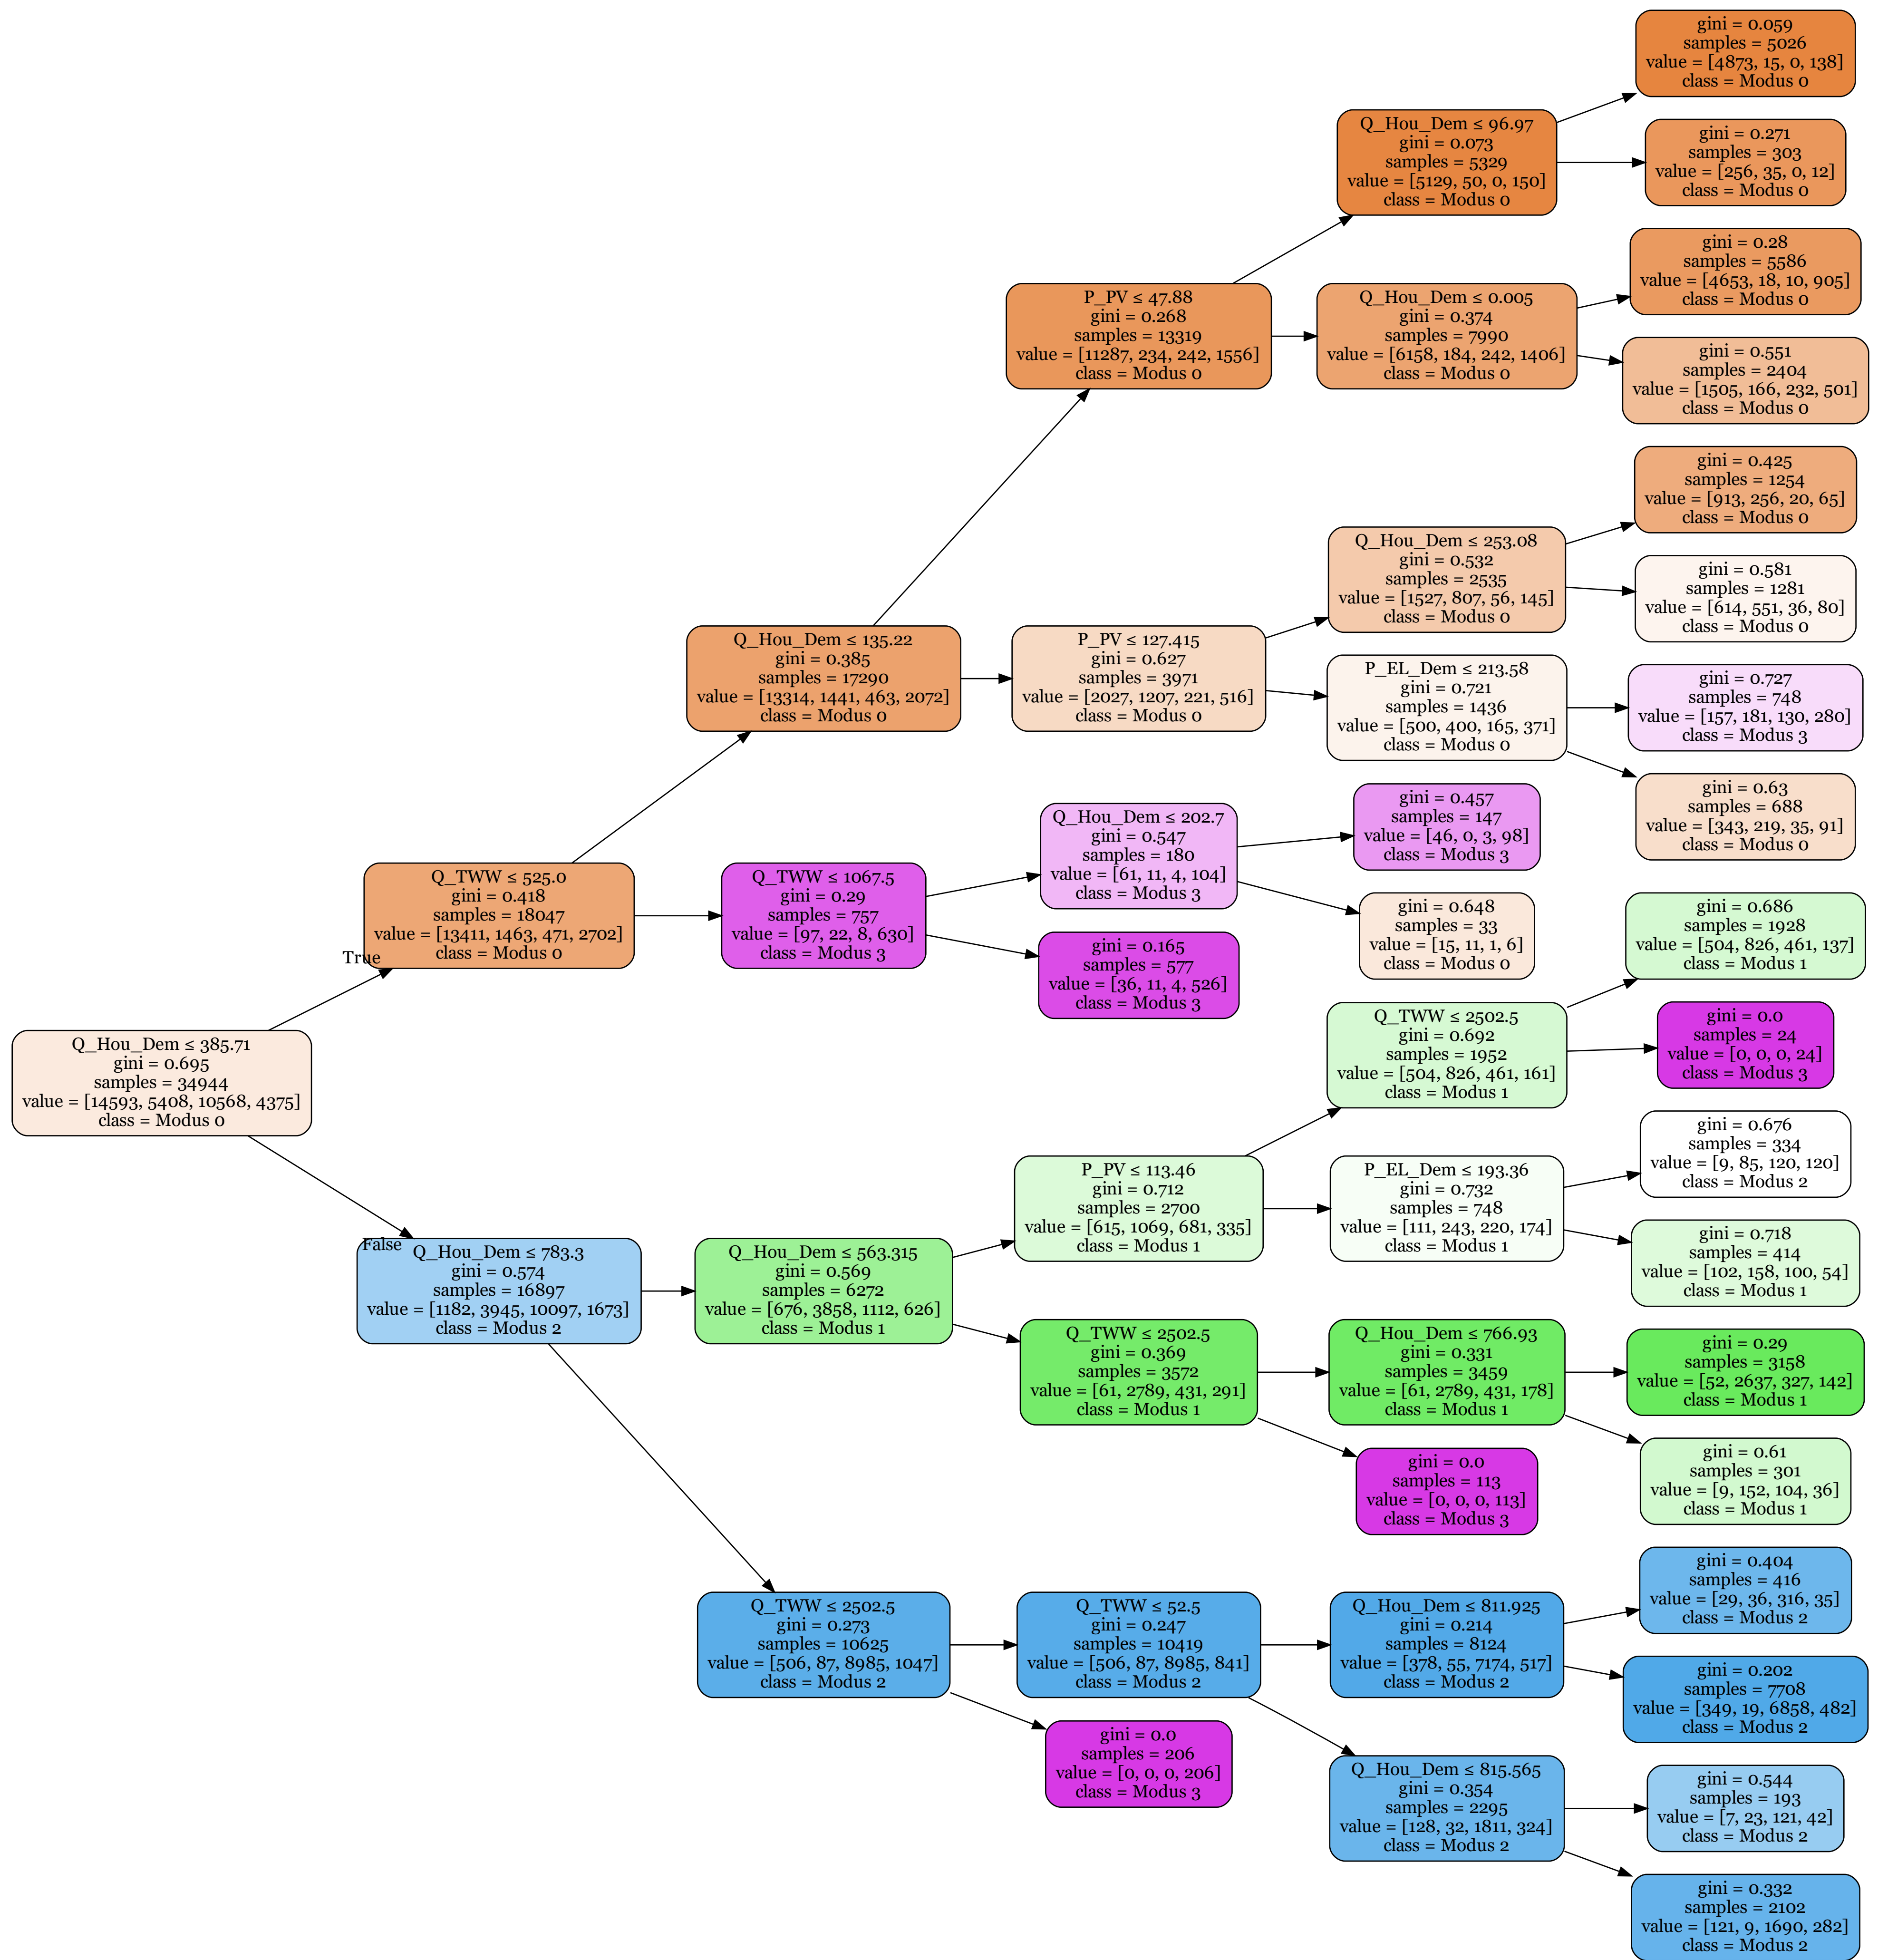 Q_Hou_Dem ≤ 385.71
gini = 0.695
samples = 34944
value = [14593, 5408, 10568, 4375]
class = Modus 0
True
Q_TWW ≤ 525.0
gini = 0.418
samples = 18047
value = [13411, 1463, 471, 2702]
class = Modus 0
False
Q_Hou_Dem ≤ 783.3
gini = 0.574
samples = 16897
value = [1182, 3945, 10097, 1673]
class = Modus 2
Q_Hou_Dem ≤ 135.22
gini = 0.385
samples = 17290
value = [13314, 1441, 463, 2072]
class = Modus 0
Q_TWW ≤ 1067.5
gini = 0.29
samples = 757
value = [97, 22, 8, 630]
class = Modus 3
Q_Hou_Dem ≤ 563.315
gini = 0.569
samples = 6272
value = [676, 3858, 1112, 626]
class = Modus 1
Q_TWW ≤ 2502.5
gini = 0.273
samples = 10625
value = [506, 87, 8985, 1047]
class = Modus 2
P_PV ≤ 47.88
gini = 0.268
samples = 13319
value = [11287, 234, 242, 1556]
class = Modus 0
P_PV ≤ 127.415
gini = 0.627
samples = 3971
value = [2027, 1207, 221, 516]
class = Modus 0
Q_Hou_Dem ≤ 202.7
gini = 0.547
samples = 180
value = [61, 11, 4, 104]
class = Modus 3
gini = 0.165
samples = 577
value = [36, 11, 4, 526]
class = Modus 3
P_PV ≤ 113.46
gini = 0.712
samples = 2700
value = [615, 1069, 681, 335]
class = Modus 1
Q_TWW ≤ 2502.5
gini = 0.369
samples = 3572
value = [61, 2789, 431, 291]
class = Modus 1
Q_TWW ≤ 52.5
gini = 0.247
samples = 10419
value = [506, 87, 8985, 841]
class = Modus 2
gini = 0.0
samples = 206
value = [0, 0, 0, 206]
class = Modus 3
Q_Hou_Dem ≤ 96.97
gini = 0.073
samples = 5329
value = [5129, 50, 0, 150]
class = Modus 0
Q_Hou_Dem ≤ 0.005
gini = 0.374
samples = 7990
value = [6158, 184, 242, 1406]
class = Modus 0
Q_Hou_Dem ≤ 253.08
gini = 0.532
samples = 2535
value = [1527, 807, 56, 145]
class = Modus 0
P_EL_Dem ≤ 213.58
gini = 0.721
samples = 1436
value = [500, 400, 165, 371]
class = Modus 0
gini = 0.457
samples = 147
value = [46, 0, 3, 98]
class = Modus 3
gini = 0.648
samples = 33
value = [15, 11, 1, 6]
class = Modus 0
Q_TWW ≤ 2502.5
gini = 0.692
samples = 1952
value = [504, 826, 461, 161]
class = Modus 1
P_EL_Dem ≤ 193.36
gini = 0.732
samples = 748
value = [111, 243, 220, 174]
class = Modus 1
Q_Hou_Dem ≤ 766.93
gini = 0.331
samples = 3459
value = [61, 2789, 431, 178]
class = Modus 1
gini = 0.0
samples = 113
value = [0, 0, 0, 113]
class = Modus 3
Q_Hou_Dem ≤ 811.925
gini = 0.214
samples = 8124
value = [378, 55, 7174, 517]
class = Modus 2
Q_Hou_Dem ≤ 815.565
gini = 0.354
samples = 2295
value = [128, 32, 1811, 324]
class = Modus 2
gini = 0.059
samples = 5026
value = [4873, 15, 0, 138]
class = Modus 0
gini = 0.271
samples = 303
value = [256, 35, 0, 12]
class = Modus 0
gini = 0.28
samples = 5586
value = [4653, 18, 10, 905]
class = Modus 0
gini = 0.551
samples = 2404
value = [1505, 166, 232, 501]
class = Modus 0
gini = 0.425
samples = 1254
value = [913, 256, 20, 65]
class = Modus 0
gini = 0.581
samples = 1281
value = [614, 551, 36, 80]
class = Modus 0
gini = 0.727
samples = 748
value = [157, 181, 130, 280]
class = Modus 3
gini = 0.63
samples = 688
value = [343, 219, 35, 91]
class = Modus 0
gini = 0.686
samples = 1928
value = [504, 826, 461, 137]
class = Modus 1
gini = 0.0
samples = 24
value = [0, 0, 0, 24]
class = Modus 3
gini = 0.676
samples = 334
value = [9, 85, 120, 120]
class = Modus 2
gini = 0.718
samples = 414
value = [102, 158, 100, 54]
class = Modus 1
gini = 0.29
samples = 3158
value = [52, 2637, 327, 142]
class = Modus 1
gini = 0.61
samples = 301
value = [9, 152, 104, 36]
class = Modus 1
gini = 0.404
samples = 416
value = [29, 36, 316, 35]
class = Modus 2
gini = 0.202
samples = 7708
value = [349, 19, 6858, 482]
class = Modus 2
gini = 0.544
samples = 193
value = [7, 23, 121, 42]
class = Modus 2
gini = 0.332
samples = 2102
value = [121, 9, 1690, 282]
class = Modus 2